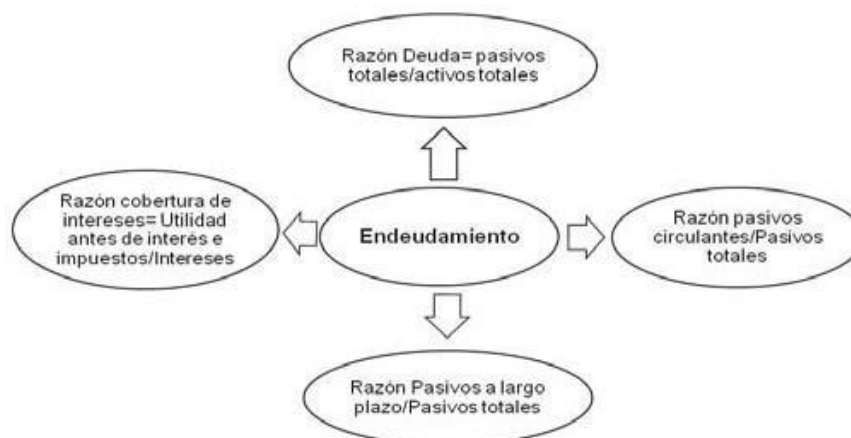 Razón Deuda= pasivos
totales/activos totales
Razón cobertura de
intereses= Utilidad
antes de interés e
impuestos/Intereses
Endeudamiento
Razón pasivos
circulantes/Pasivos
totales
Razón Pasivos a largo
plazo/Pasivos totales